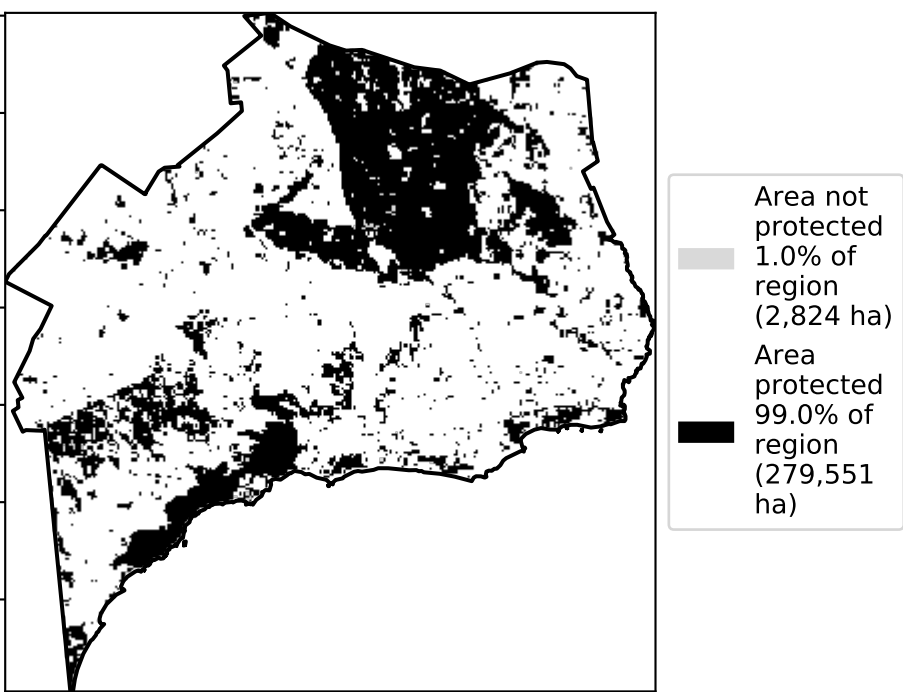 Area not
protected
1.0% of
region
(2,824 ha)
Area
protected
99.0% of
region
(279,551
ha)